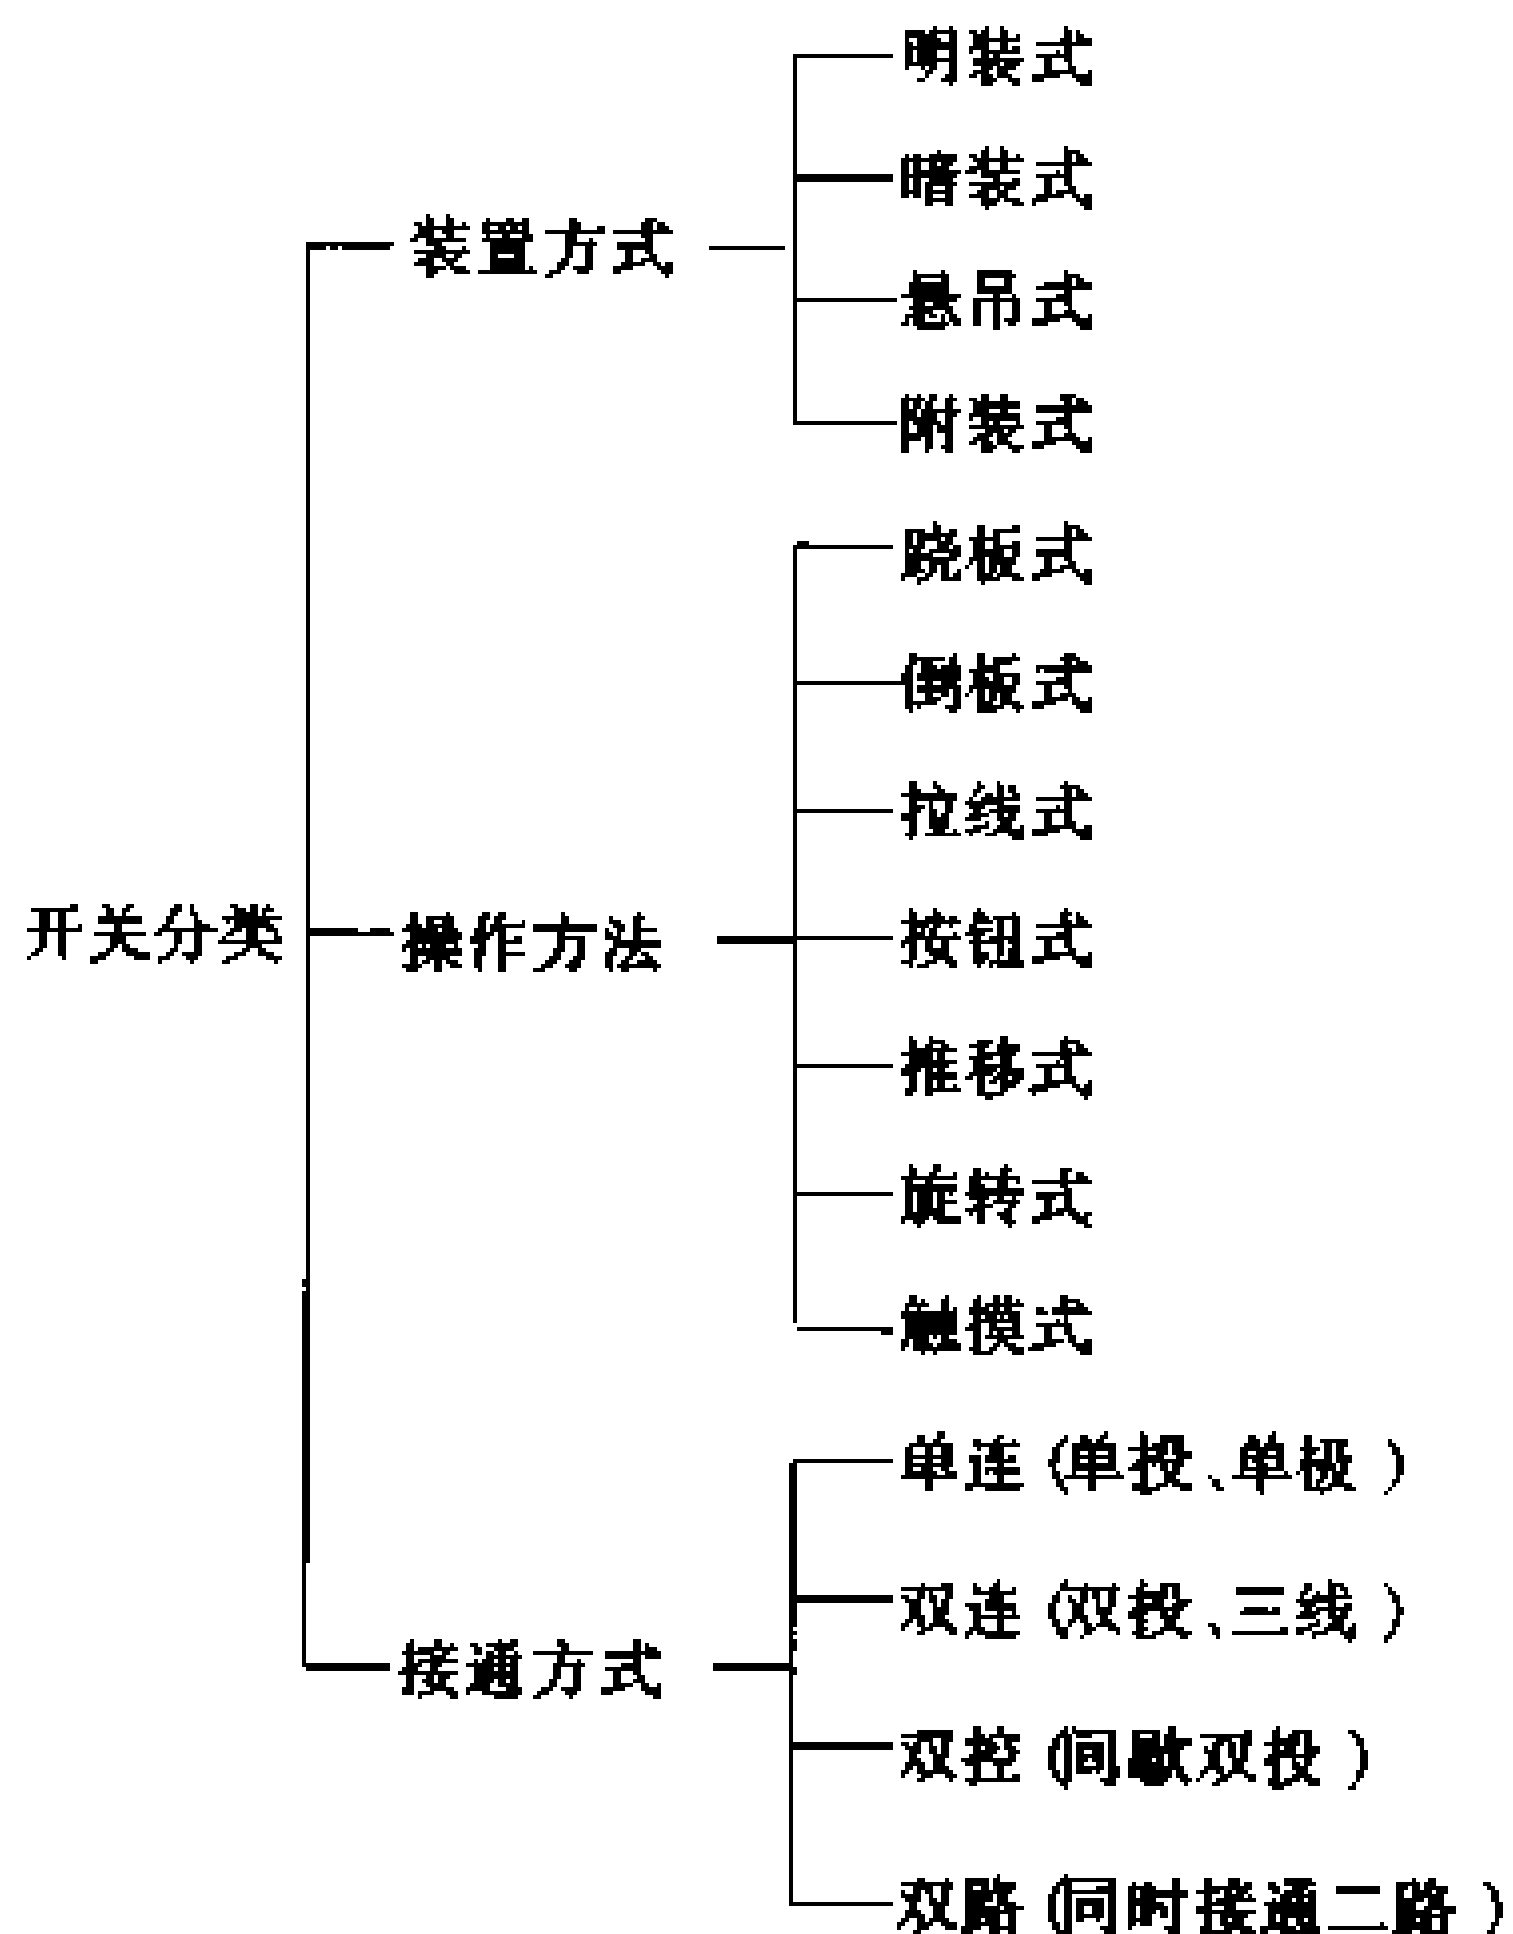 开关分类
装置方式
明装式
暗装式
悬吊式
附装式
操作方法
跷板式
倒板式
拉线式
按钮式
推移式
旋转式
触摸式
接通方式
单连(单投、单极)
双连(双投、三线)
双控(间歇双投)
双路(同时接通二路)